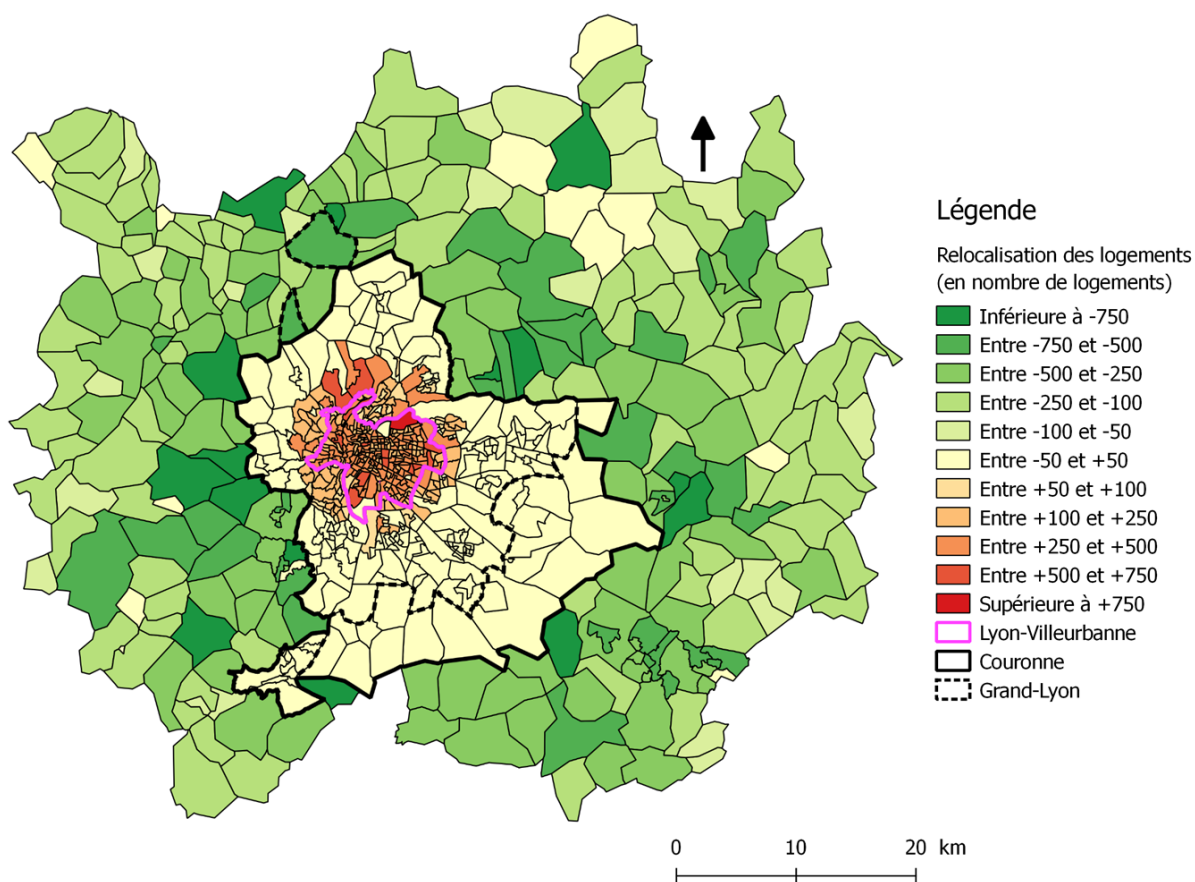 Légende
Relocalisation des logements
(en nombre de logements)
Inférieure à -750
Entre -750 et -500
Entre -500 et -250
Entre -250 et -100
Entre -100 et -50
Entre -50 et +50
Entre +50 et +100
Entre +100 et +250
Entre +250 et +500
Entre +500 et +750
Supérieure à +750
Lyon-Villeurbanne
Couronne
Grand-Lyon
0 10 20 km